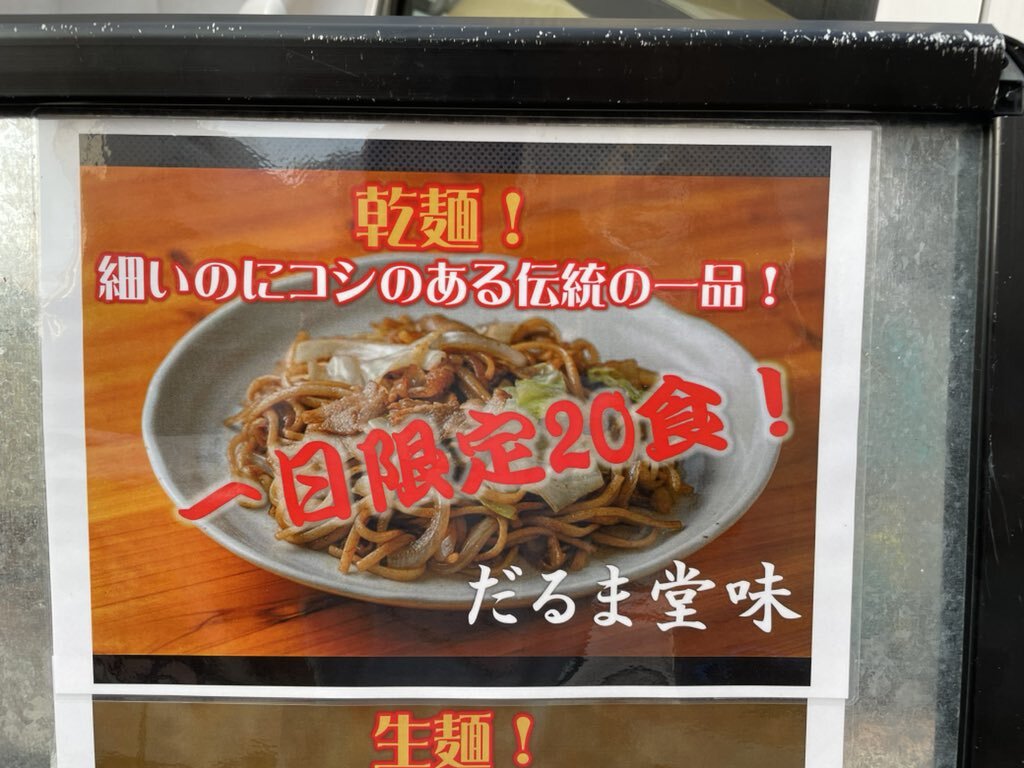 乾麺！
細いのにコシのある伝統の一品！
一日限定20食！
だるま堂味
生麺！